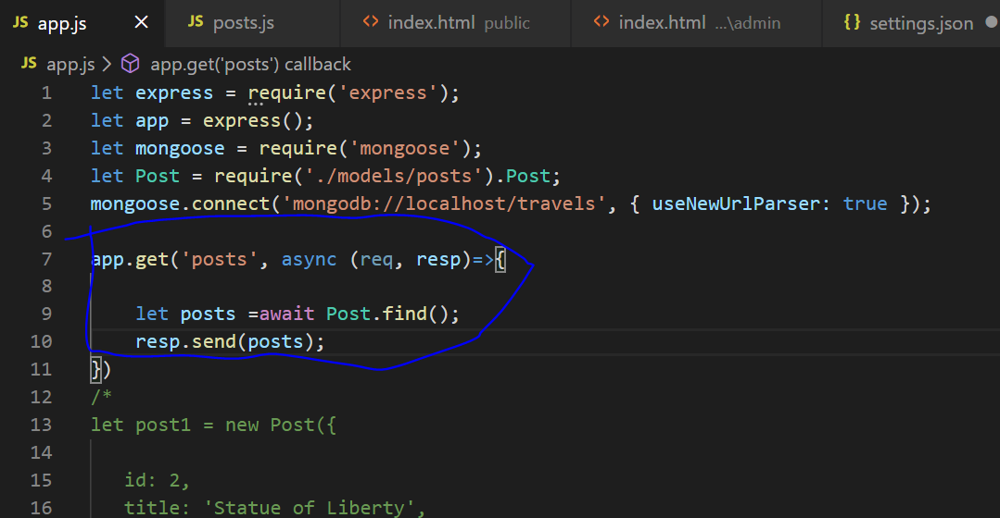 JS app.js × JS posts.js <> index.html public <> index.html ...\admin {} settings.json ●
JS app.js > app.get('posts') callback
1 let express = require('express');
2 let app = express();
3 let mongoose = require('mongoose');
4 let Post = require('./models/posts').Post;
5 mongoose.connect('mongodb://localhost/travels', { useNewUrlParser: true });
6
7 app.get('posts', async (req, resp)=>{
8
9 let posts =await Post.find();
10 resp.send(posts);
11 })
12 /*
13 let post1 = new Post({
14
15 id: 2,
16 title: 'Statue of Liberty',